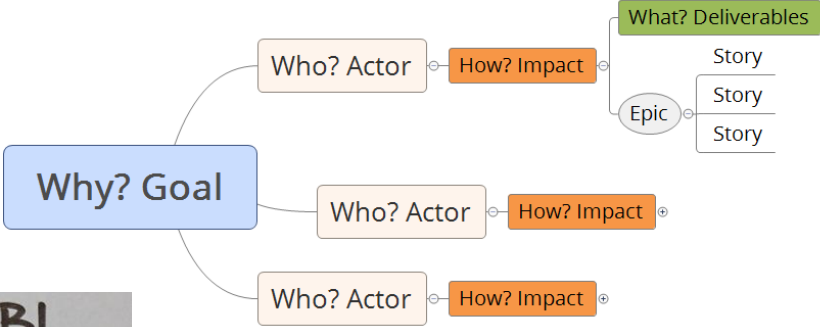 What? Deliverables
Who? Actor
How? Impact
Story
Epic
Story
Story
Why? Goal
Who? Actor
How? Impact
Who? Actor
How? Impact